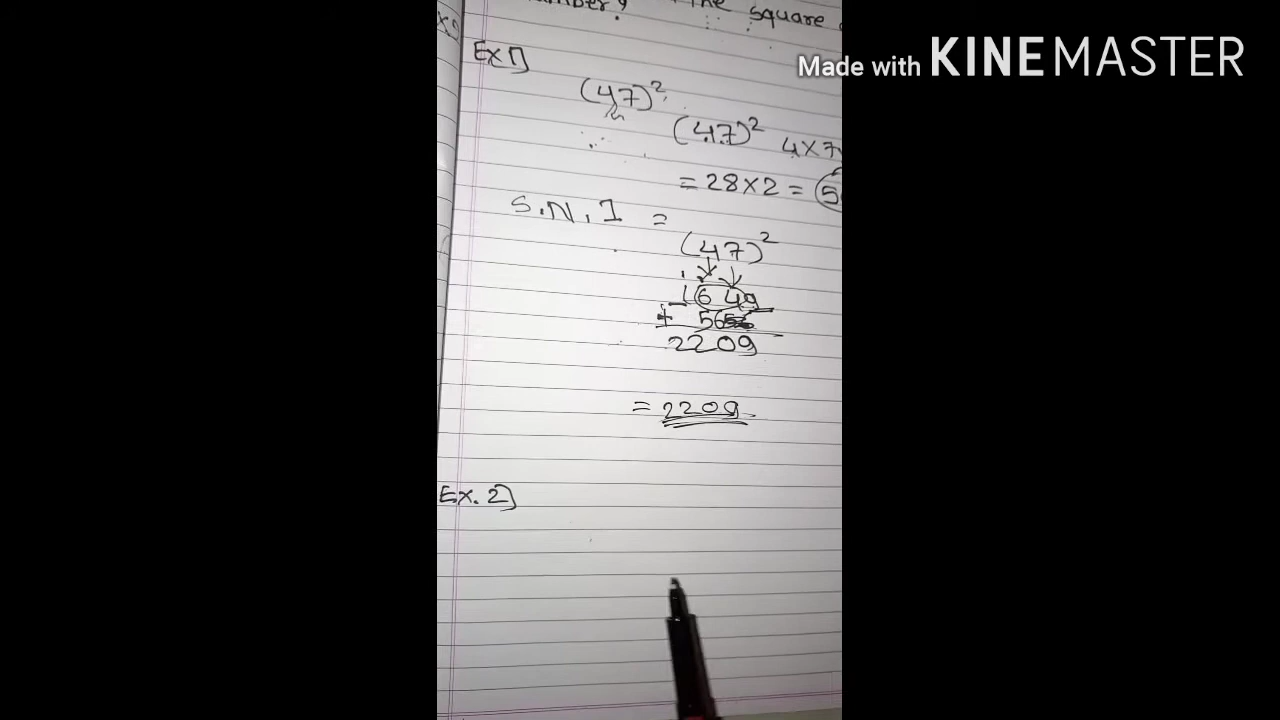 The square
Made with KINEMASTER
Ex 1]
(47)²
(47)² 4×7
= 28×2 =
S.N. 1 =
(47)²
1
1649
+ 56
2209
= 2209
Ex. 2]